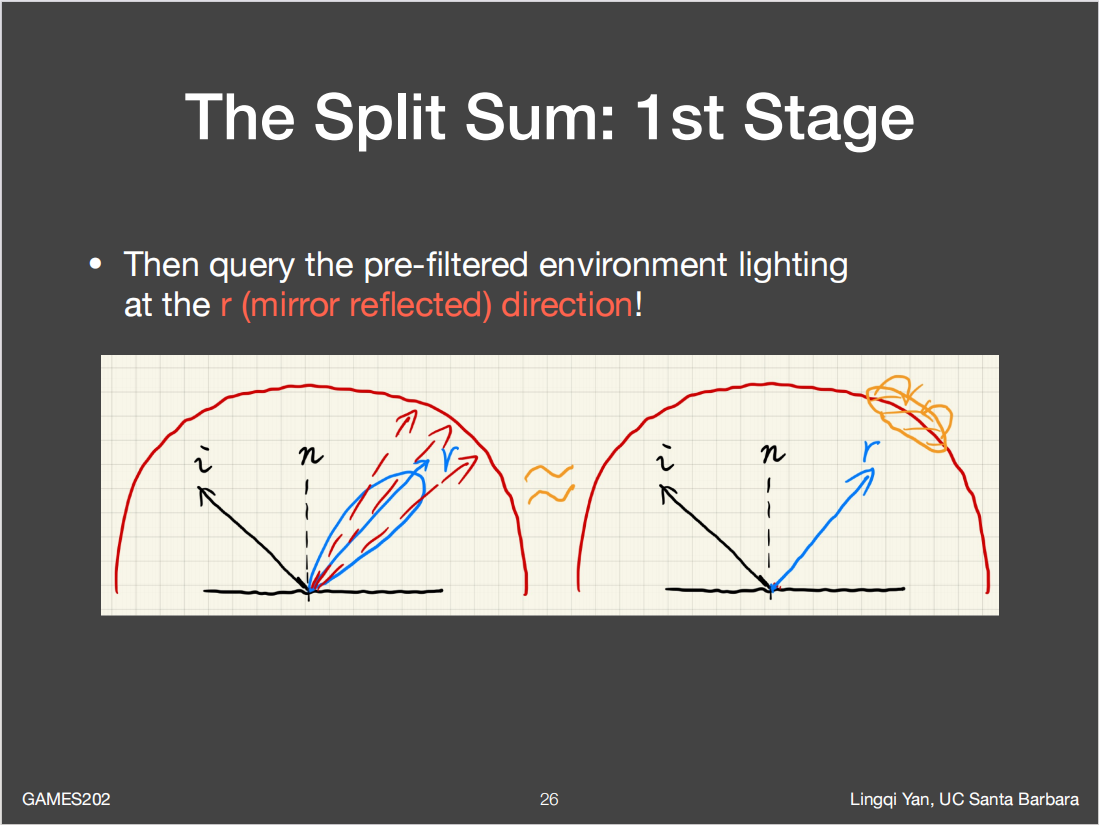 The Split Sum: 1st Stage
• Then query the pre-filtered environment lighting
at the r (mirror reflected) direction!
i n r ≈ i n r
GAMES202 26 Lingqi Yan, UC Santa Barbara